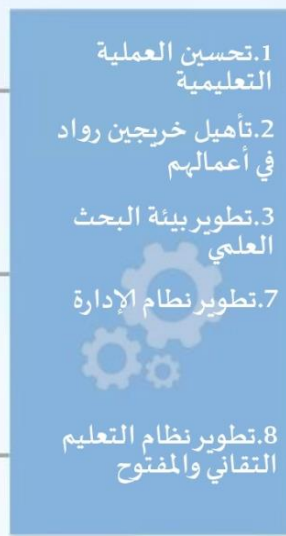 1.تحسين العملية
التعليمية
2.تأهيل خريجين رواد
في أعمالهم
3.تطوير بيئة البحث
العلمي
7.تطوير نظام الإدارة
8.تطوير نظام التعليم
التقاني والمفتوح